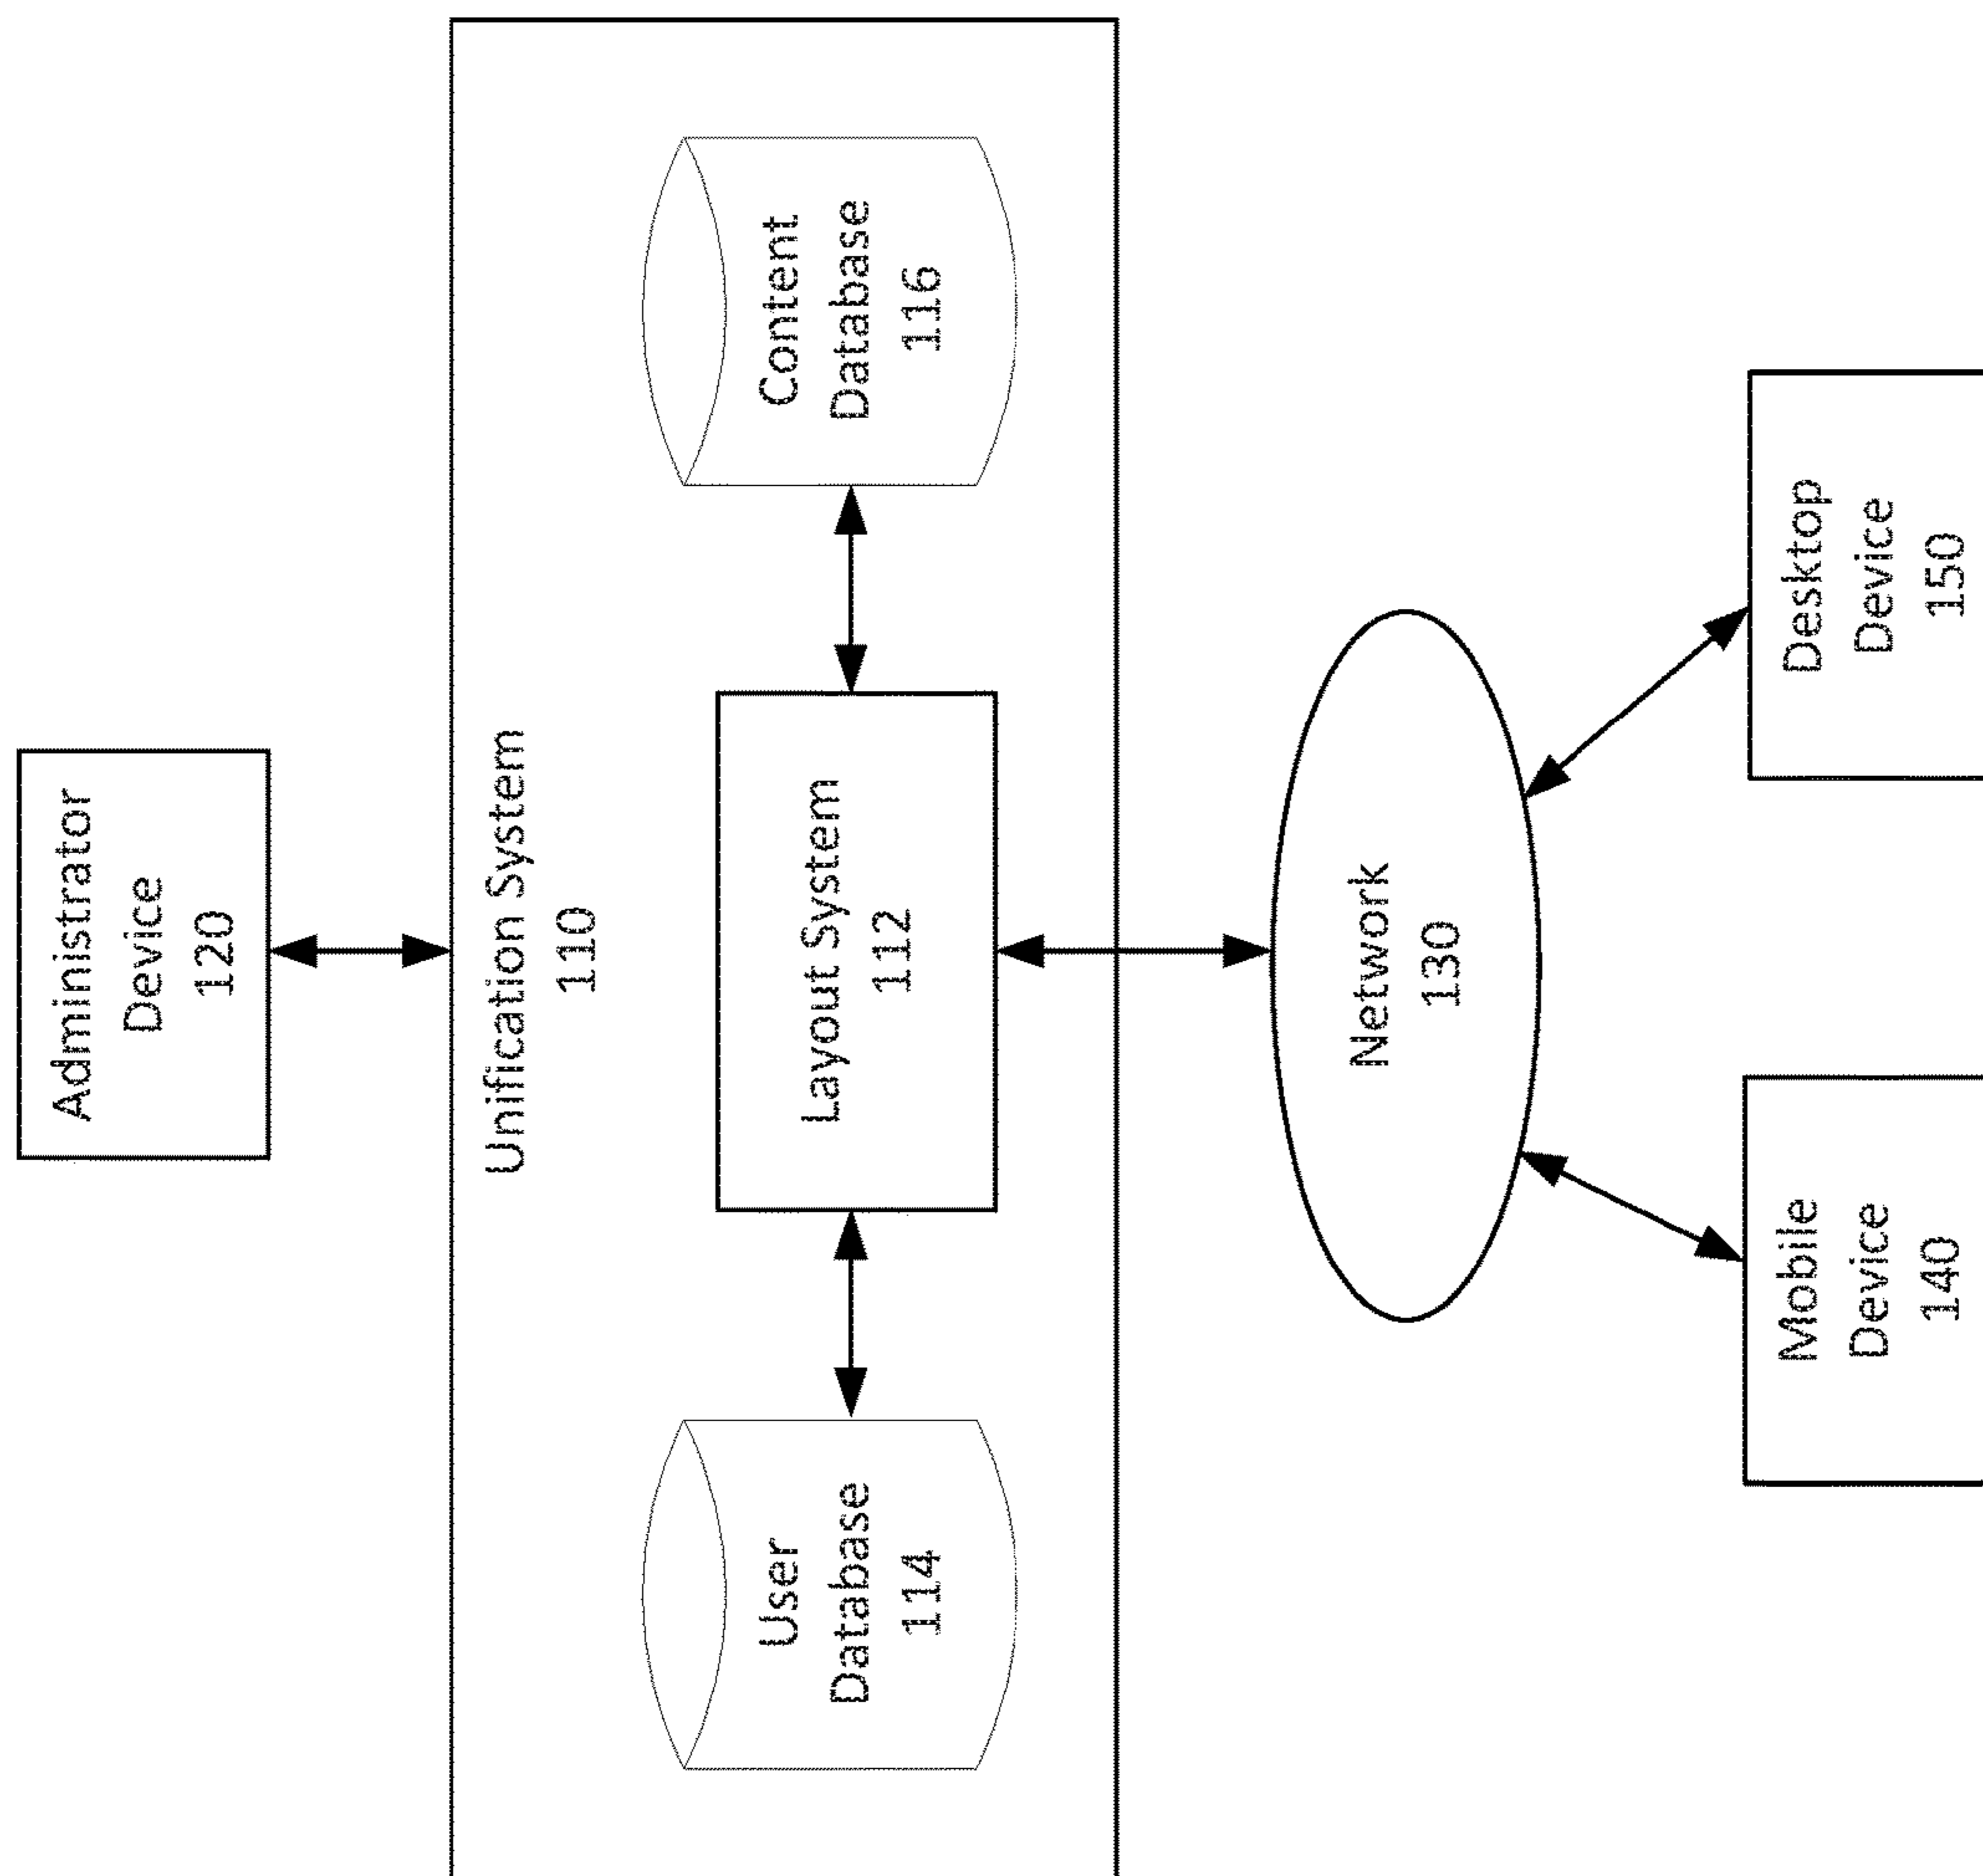 Administrator
Device
120
Unification System
110
User
Database
114
Layout System
112
Content
Database
116
Network
130
Mobile
Device
140
Desktop
Device
150